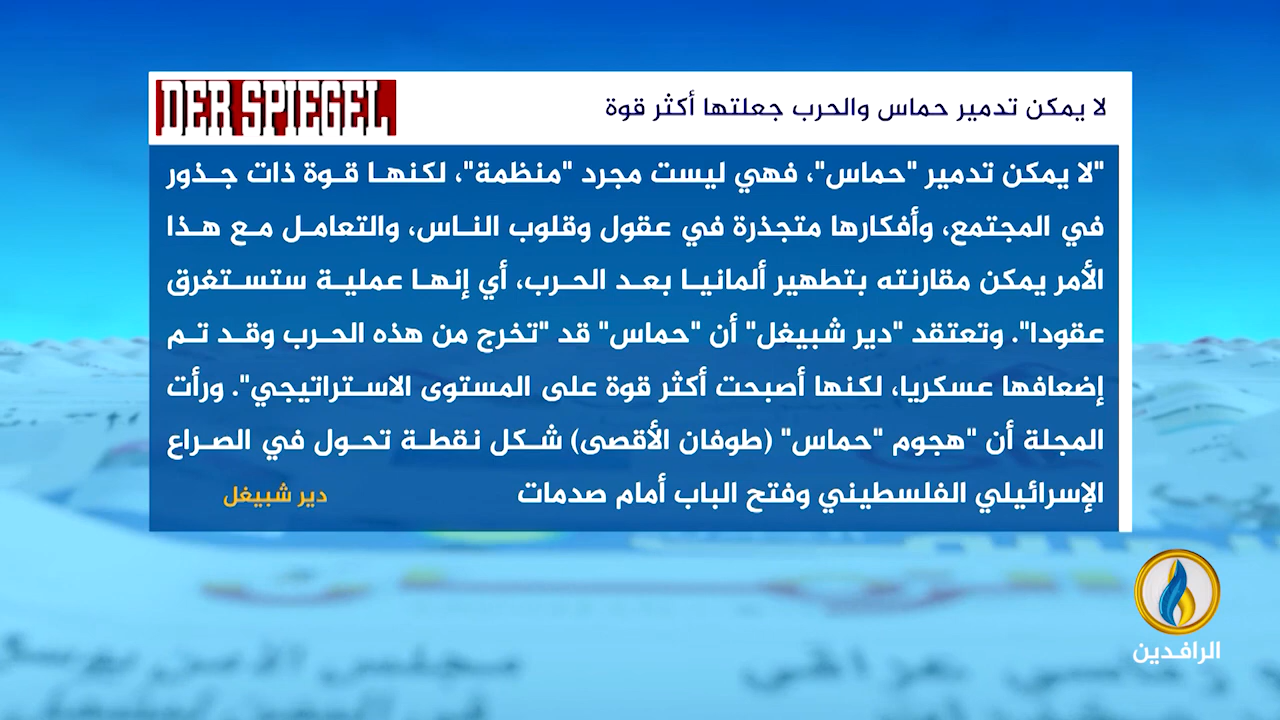 DER SPIEGEL
لا يمكن تدمير حماس والحرب جعلتها أكثر قوة
"لا يمكن تدمير "حماس"، فهي ليست مجرد "منظمة"، لكنها قوة ذات جذور
في المجتمع، وأفكارها متجذرة في عقول وقلوب الناس، والتعامل مع هذا
الأمر يمكن مقارنته بتطهير ألمانيا بعد الحرب، أي إنها عملية ستستغرق
عقودا". وتعتقد "دير شبيغل" أن "حماس" قد "تخرج من هذه الحرب وقد تم
إضعافها عسكريا، لكنها أصبحت أكثر قوة على المستوى الاستراتيجي". ورأت
المجلة أن "هجوم "حماس" (طوفان الأقصى) شكل نقطة تحول في الصراع
الإسرائيلي الفلسطيني وفتح الباب أمام صدمات
دير شبيغل
الرافدين
مجلس الأمن